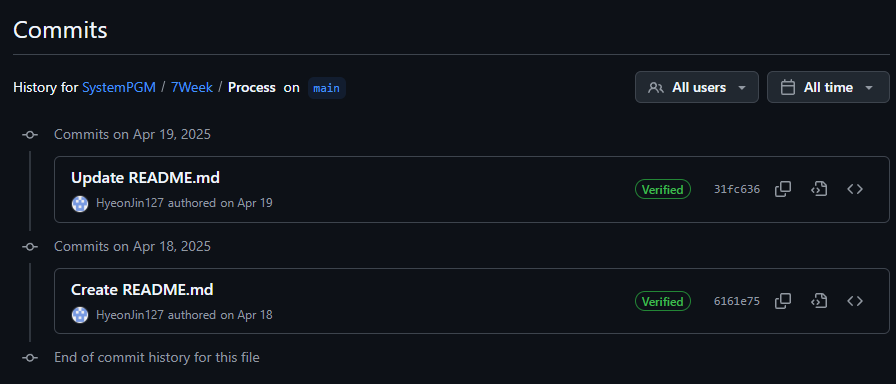 Commits
History for SystemPGM / 7Week / Process on main
All users
All time
Commits on Apr 19, 2025
Update README.md
Verified
31fc636
HyeonJin127 authored on Apr 19
Commits on Apr 18, 2025
Create README.md
Verified
6161e75
HyeonJin127 authored on Apr 18
End of commit history for this file